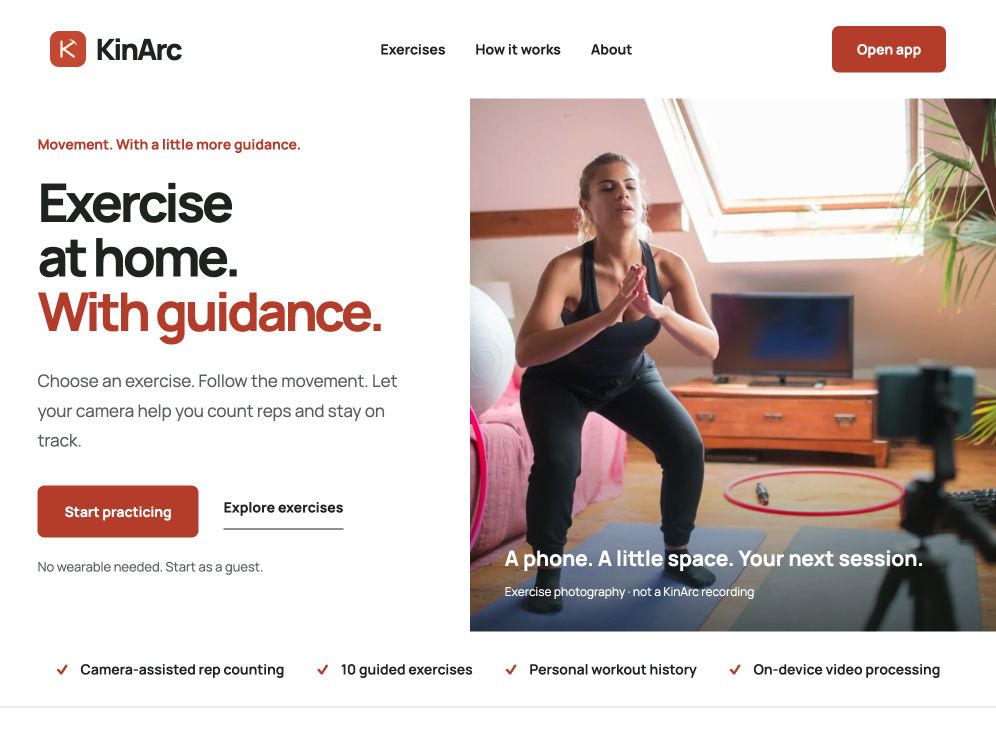 KinArc
Exercises
How it works
About
Open app
Movement. With a little more guidance.
Exercise
at home.
With guidance.
Choose an exercise. Follow the movement. Let
your camera help you count reps and stay on
track.
Start practicing
Explore exercises
No wearable needed. Start as a guest.
A phone. A little space. Your next session.
Exercise photography · not a KinArc recording
Camera-assisted rep counting
10 guided exercises
Personal workout history
On-device video processing